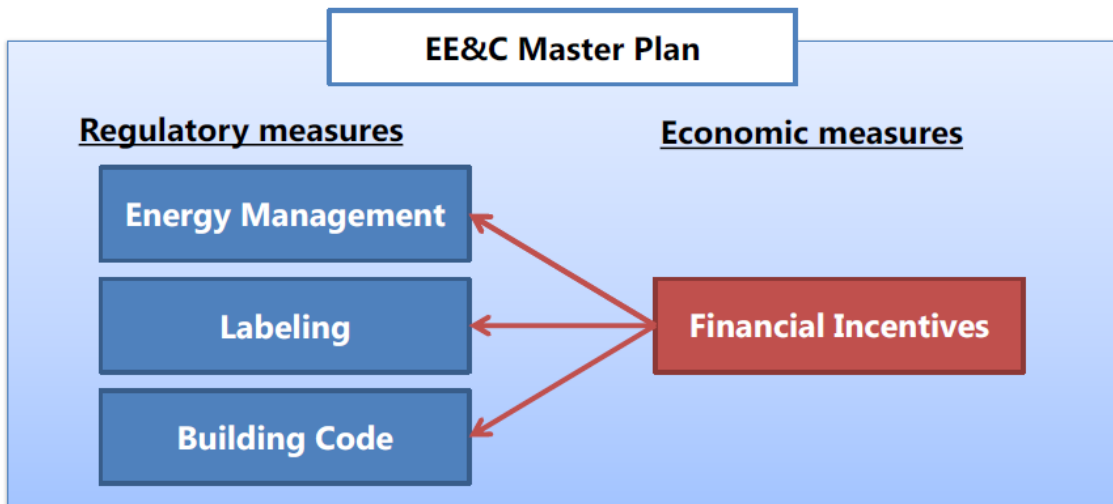 EE&C Master Plan
Regulatory measures
Economic measures
Energy Management
Labeling
Financial Incentives
Building Code